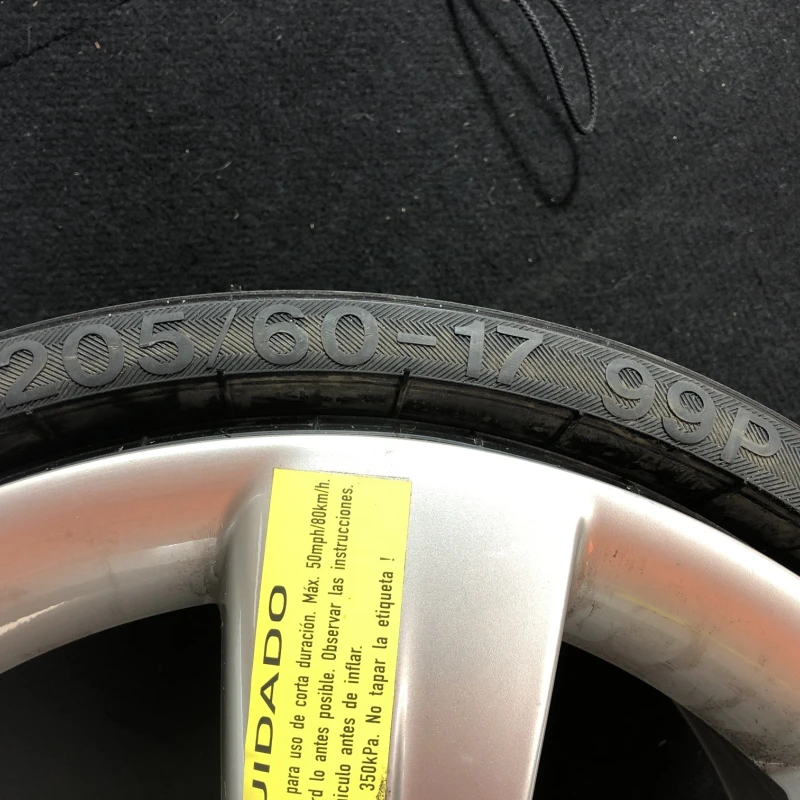 205/60-17 99P
UIDADO
para uso de corta duración. Máx. 50mph/80km/h.
lo antes posible. Observar las instrucciones.
antes de inflar.
350kPa. No tapar la etiqueta !